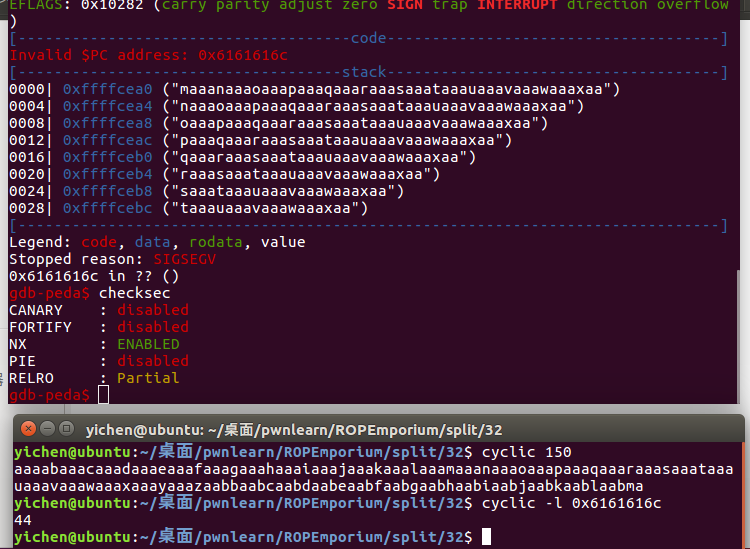 EFLAGS: 0x10282 (carry parity adjust zero SIGN trap INTERRUPT direction overflow
)
[-------------------------------------code-------------------------------------]
Invalid $PC address: 0x6161616c
[------------------------------------stack-------------------------------------]
0000| 0xffffcea0 ("maaanaaaoaaapaaaqaaaraaasaaataaauaaavaaawaaaxaa")
0004| 0xffffcea4 ("naaaoaaapaaaqaaaraaasaaataaauaaavaaawaaaxaa")
0008| 0xffffcea8 ("oaaapaaaqaaaraaasaaataaauaaavaaawaaaxaa")
0012| 0xffffceac ("paaaqaaaraaasaaataaauaaavaaawaaaxaa")
0016| 0xffffceb0 ("qaaaraaasaaataaauaaavaaawaaaxaa")
0020| 0xffffceb4 ("raaasaaataaauaaavaaawaaaxaa")
0024| 0xffffceb8 ("saaataaauaaavaaawaaaxaa")
0028| 0xffffcebc ("taaauaaavaaawaaaxaa")
[------------------------------------------------------------------------------]
Legend: code, data, rodata, value
Stopped reason: SIGSEGV
0x6161616c in ?? ()
gdb-peda$ checksec
CANARY    : disabled
FORTIFY   : disabled
NX        : ENABLED
PIE       : disabled
RELRO     : Partial
gdb-peda$
yichen@ubuntu: ~/桌面/pwnlearn/ROPEmporium/split/32
yichen@ubuntu:~/桌面/pwnlearn/ROPEmporium/split/32$ cyclic 150
aaaabaaacaaadaaaeaaafaaagaaahaaaiaaajaaakaaalaaamaaanaaaoaaapaaaqaaaraaasaaataaa
uaaavaaawaaaxaaayaaazaabbaabcaabdaabeaabfaabgaabhaabiaabjaabkaablaabma
yichen@ubuntu:~/桌面/pwnlearn/ROPEmporium/split/32$ cyclic -l 0x6161616c
44
yichen@ubuntu:~/桌面/pwnlearn/ROPEmporium/split/32$